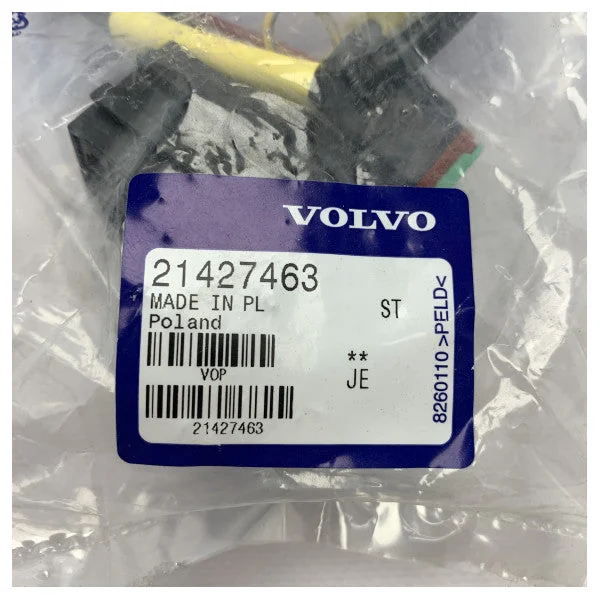 VOLVO
21427463
MADE IN PL
ST
Poland
**
VOP
JE
21427463
8260110 >PELD<